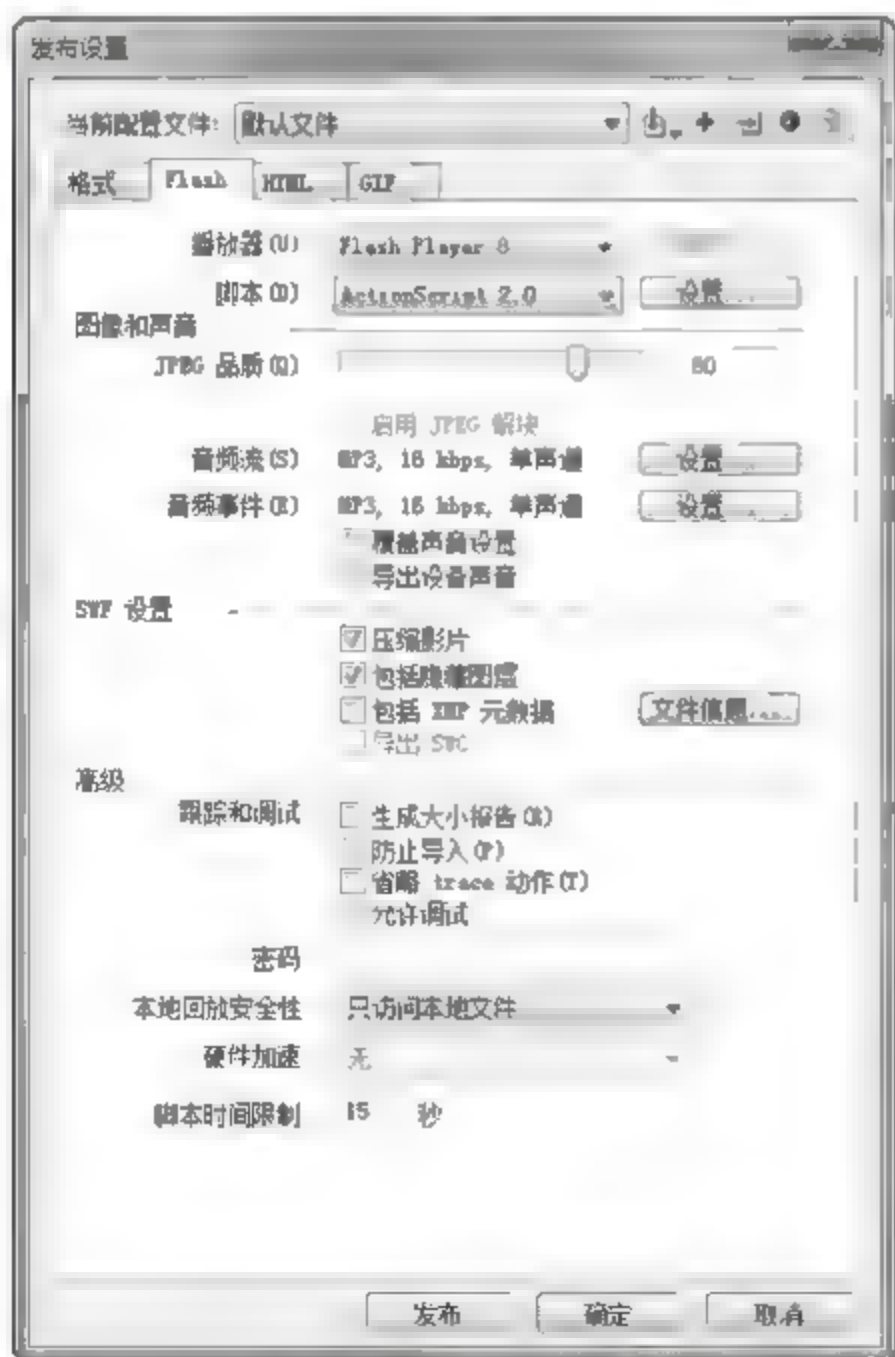 发布设置
当前配置文件: 默认文件
格式 Flash HTML GIF
播放器(U) Flash Player 8
脚本(D) ActionScript 2.0 设置...
图像和声音
JPEG 品质(Q) 80
启用 JPEG 解块
音频流(S) MP3, 16 kbps, 单声道 设置...
音频事件(E) MP3, 16 kbps, 单声道 设置...
覆盖声音设置
导出设备声音
SWF 设置
压缩影片
包括隐藏图层
包括 XMP 元数据 文件信息...
导出 SWC
高级
跟踪和调试 生成大小报告(R)
防止导入(P)
省略 trace 动作(T)
允许调试
密码
本地回放安全性 只访问本地文件
硬件加速 无
脚本时间限制 15 秒
发布 确定 取消